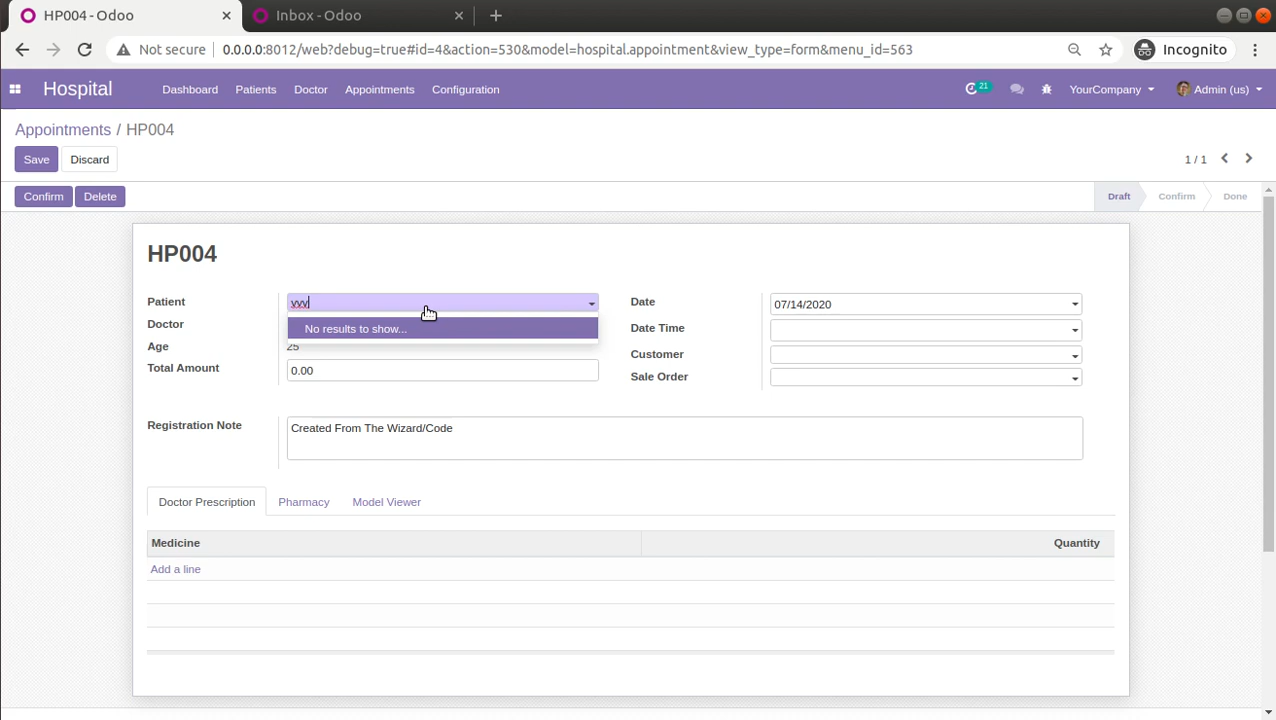 HP004 - Odoo
Inbox - Odoo
Not secure
0.0.0.0:8012/web?debug=true#id=4&action=530&model=hospital.appointment&view_type=form&menu_id=563
Incognito
Hospital
Dashboard
Patients
Doctor
Appointments
Configuration
21
YourCompany
Admin (us)
Appointments / HP004
Save
Discard
1 / 1
Confirm
Delete
Draft
Confirm
Done
HP004
Patient
vvv
No results to show...
Doctor
Age
25
Total Amount
0.00
Date
07/14/2020
Date Time
Customer
Sale Order
Registration Note
Created From The Wizard/Code
Doctor Prescription
Pharmacy
Model Viewer
Medicine
Quantity
Add a line